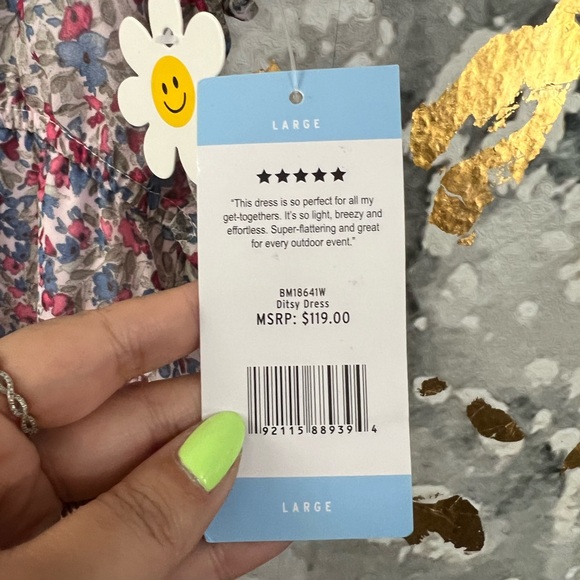 LARGE
★★★★★
"This dress is so perfect for all my
get-togethers. It's so light, breezy and
effortless. Super-flattering and great
for every outdoor event."
BM18641W
Ditsy Dress
MSRP: $119.00
92115 88939 4
LARGE